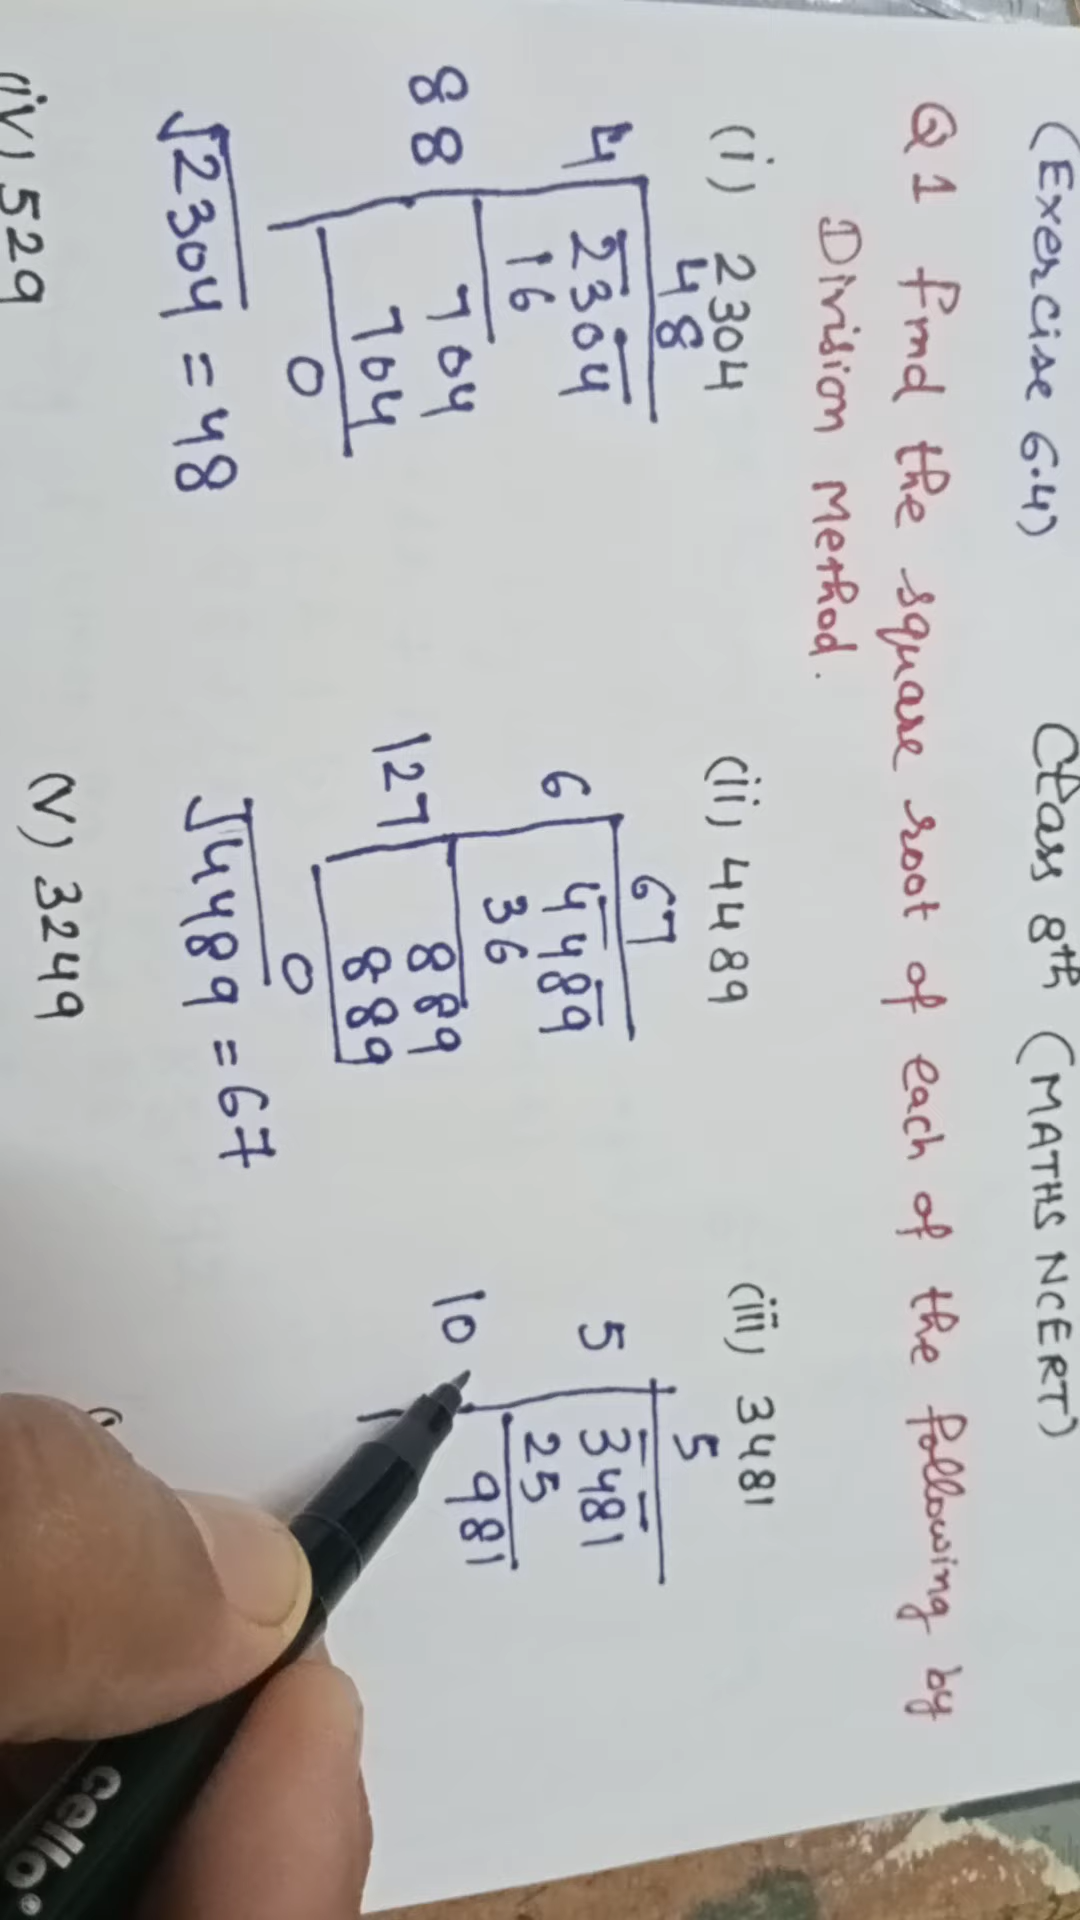 (Exercise 6.4) Class 8th (MATHS NCERT)
Q1 find the square root of each of the following by
Division Method.
(i) 2304
48
4 2304
16
88 704
704
0
√2304 = 48
(ii) 4489
67
6 4489
36
127 889
889
0
√4489 = 67
(iii) 3481
5
5 3481
25
10 981
(iv) 529
(v) 3249
cello